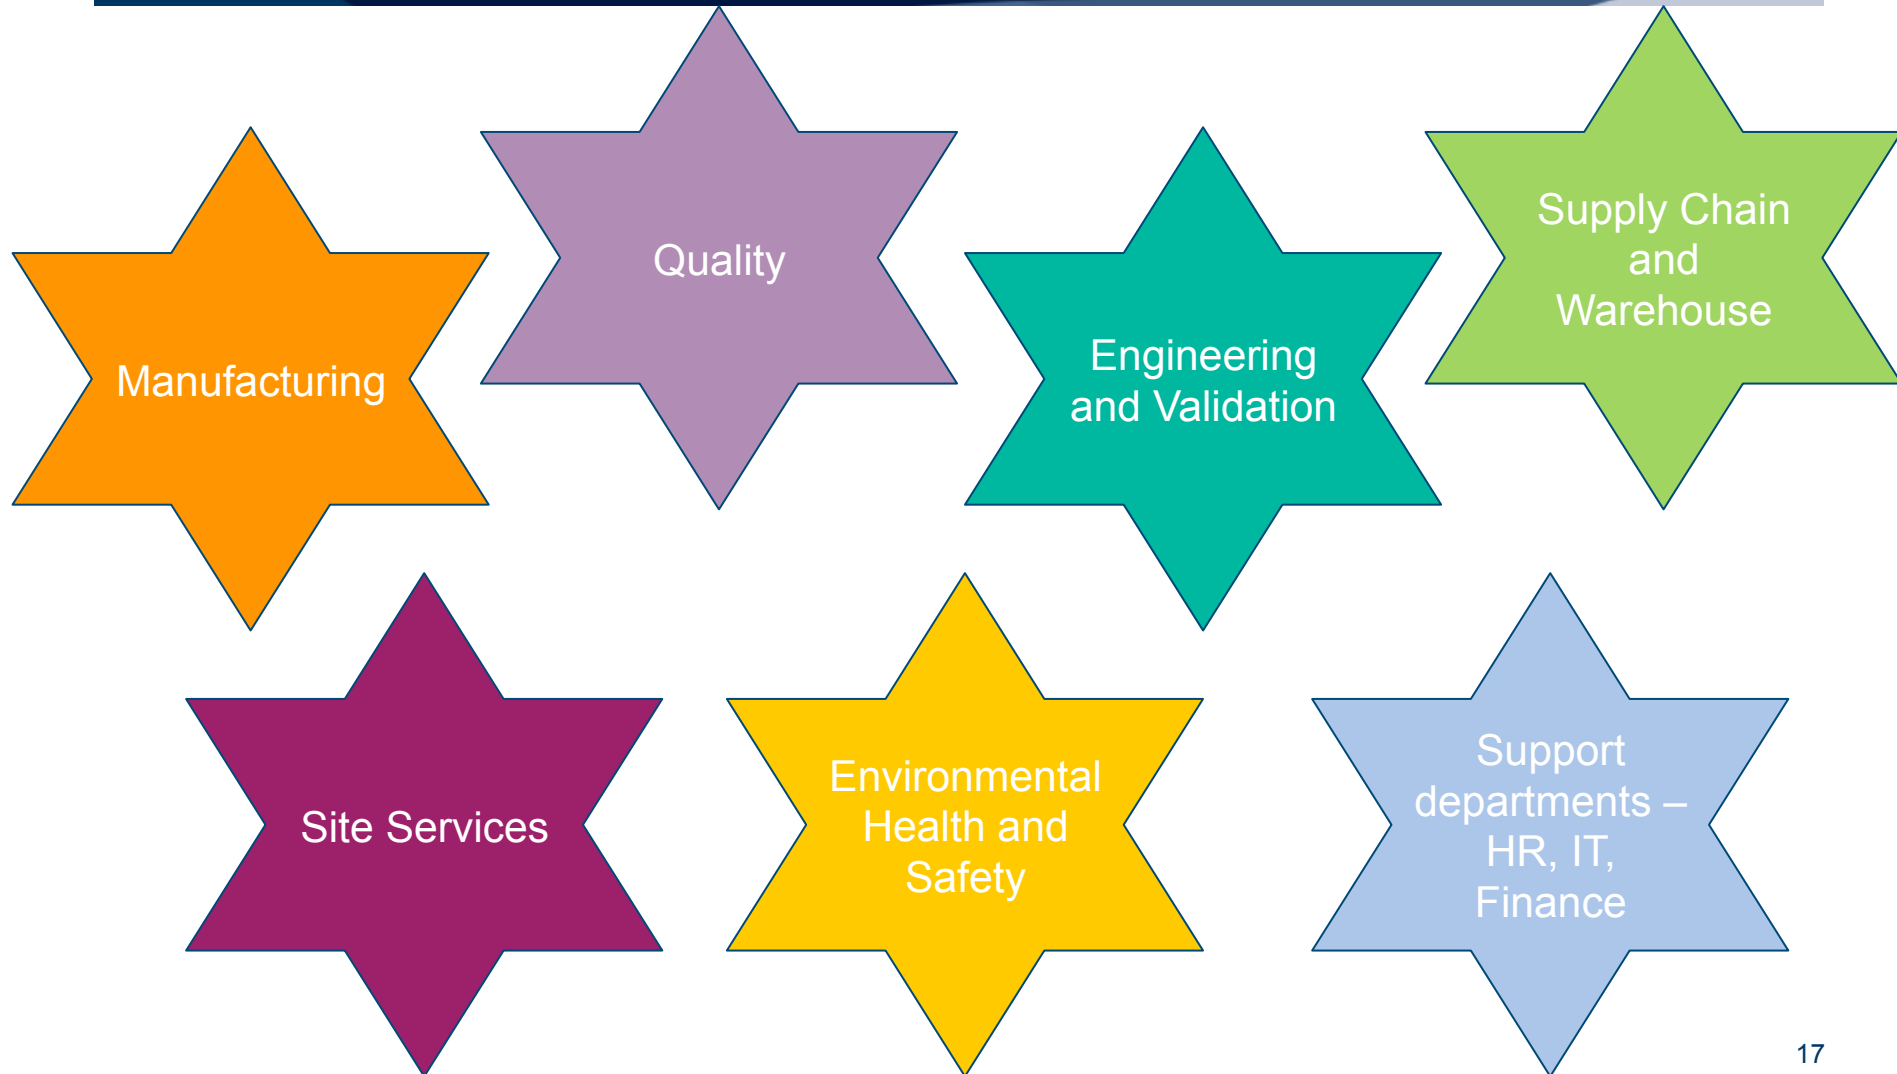 Manufacturing
Quality
Engineering
and Validation
Supply Chain
and
Warehouse
Site Services
Environmental
Health and
Safety
Support
departments –
HR, IT,
Finance
17